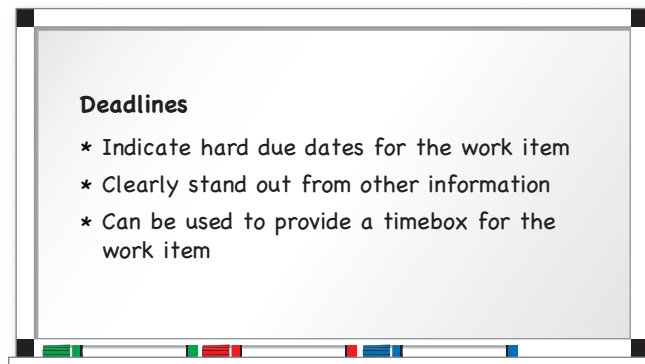 Deadlines
* Indicate hard due dates for the work item
* Clearly stand out from other information
* Can be used to provide a timebox for the
work item